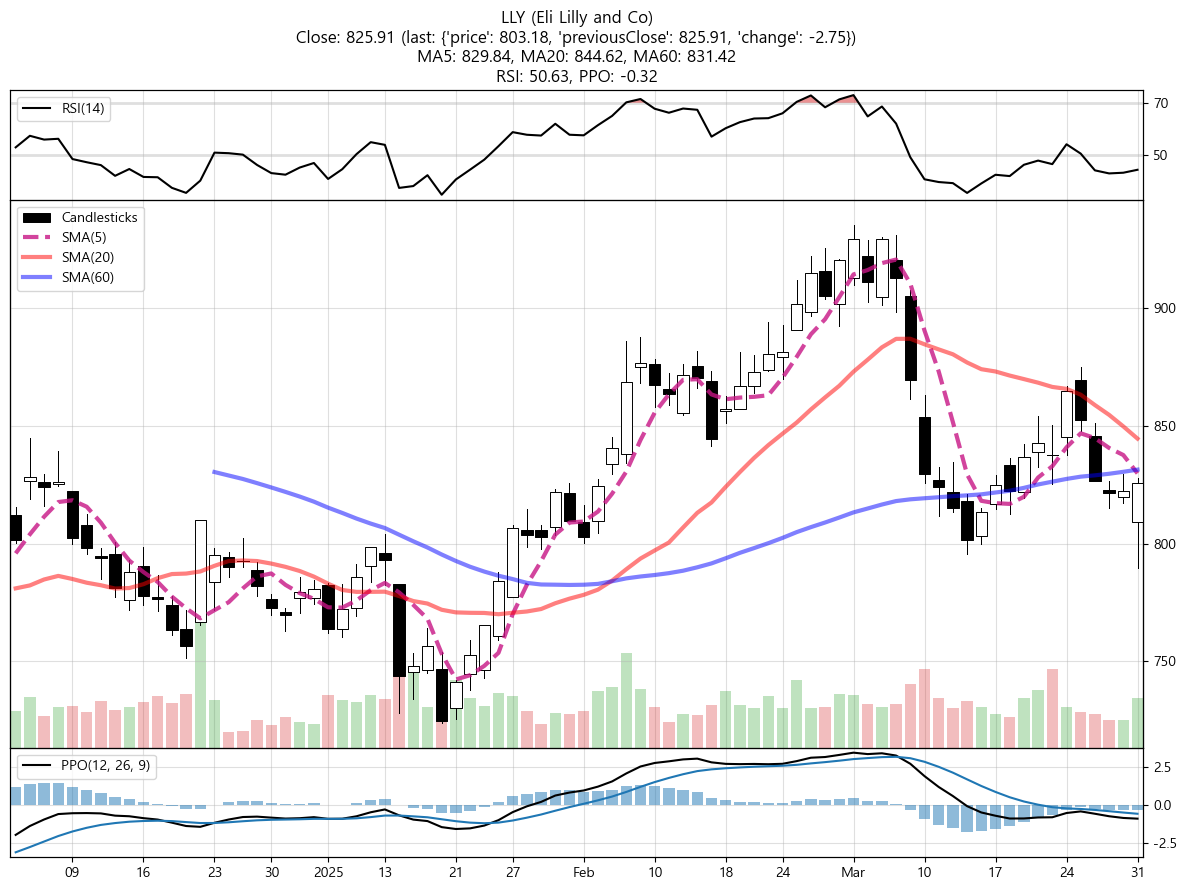 LLY (Eli Lilly and Co)
Close: 825.91 (last: {'price': 803.18, 'previousClose': 825.91, 'change': -2.75})
MA5: 829.84, MA20: 844.62, MA60: 831.42
RSI: 50.63, PPO: -0.32
RSI(14)
70
50
Candlesticks
SMA(5)
SMA(20)
SMA(60)
900
850
800
750
PPO(12, 26, 9)
2.5
0.0
−2.5
09 16 23 30 2025 13 21 27 Feb 10 18 24 Mar 10 17 24 31